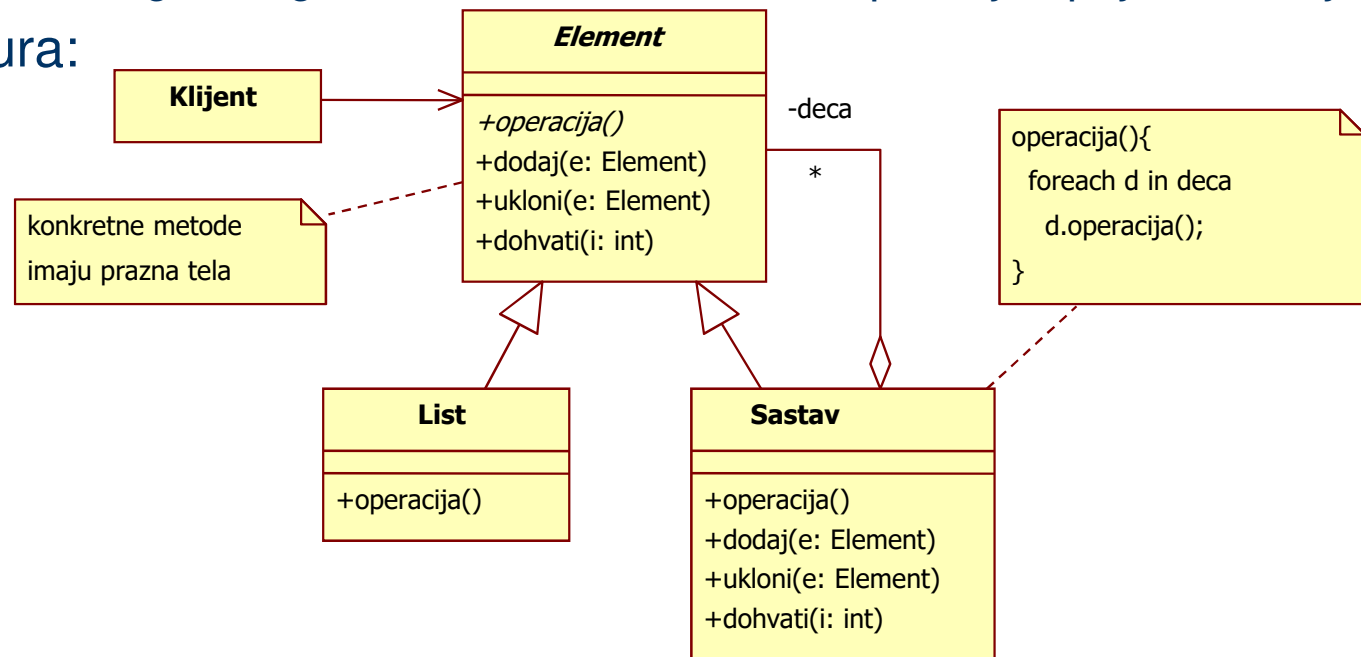 ura:
Klijent
Element
+operacija()
+dodaj(e: Element)
+ukloni(e: Element)
+dohvati(i: int)
-deca
*
operacija(){
foreach d in deca
d.operacija();
}
konkretne metode
imaju prazna tela
List
+operacija()
Sastav
+operacija()
+dodaj(e: Element)
+ukloni(e: Element)
+dohvati(i: int)